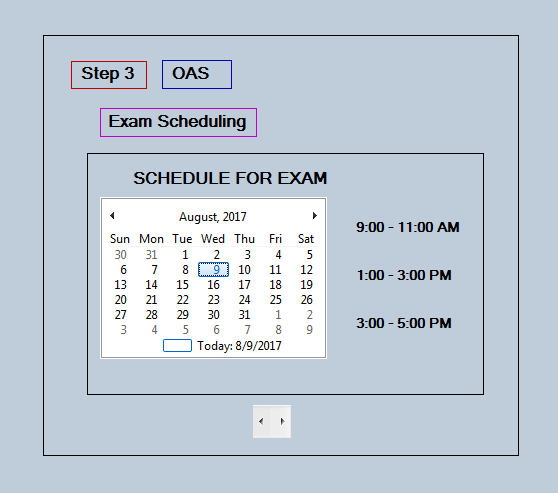 Step 3 OAS
Exam Scheduling
SCHEDULE FOR EXAM
August, 2017
Sun Mon Tue Wed Thu Fri Sat
30 31 1 2 3 4 5
6 7 8 9 10 11 12
13 14 15 16 17 18 19
20 21 22 23 24 25 26
27 28 29 30 31 1 2
3 4 5 6 7 8 9
Today: 8/9/2017
9:00 - 11:00 AM
1:00 - 3:00 PM
3:00 - 5:00 PM